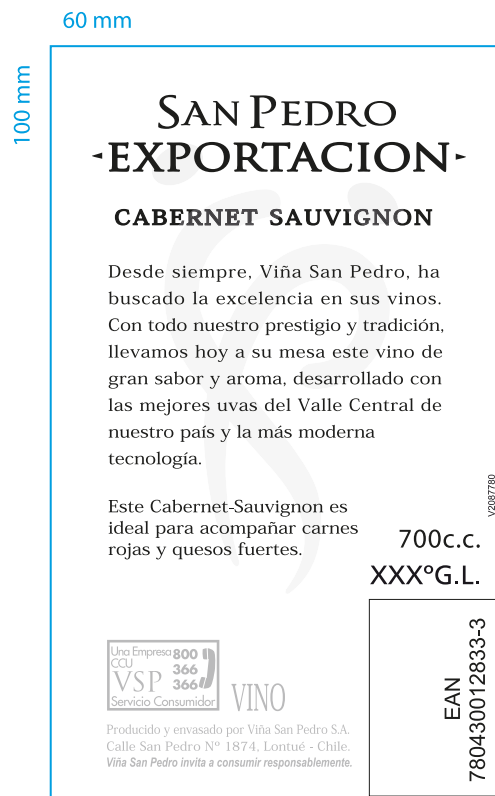 60 mm
100 mm
SAN PEDRO
-EXPORTACION-
CABERNET SAUVIGNON
Desde siempre, Viña San Pedro, ha
buscado la excelencia en sus vinos.
Con todo nuestro prestigio y tradición,
llevamos hoy a su mesa este vino de
gran sabor y aroma, desarrollado con
las mejores uvas del Valle Central de
nuestro país y la más moderna
tecnología.
Este Cabernet-Sauvignon es
ideal para acompañar carnes
rojas y quesos fuertes.
V2087780
700c.c.
XXXºG.L.
EAN
780430012833-3
Una Empresa
CCU
VSP
800
366
366
Servicio Consumidor
VINO
Producido y envasado por Viña San Pedro S.A.
Calle San Pedro Nº 1874, Lontué - Chile.
Viña San Pedro invita a consumir responsablemente.